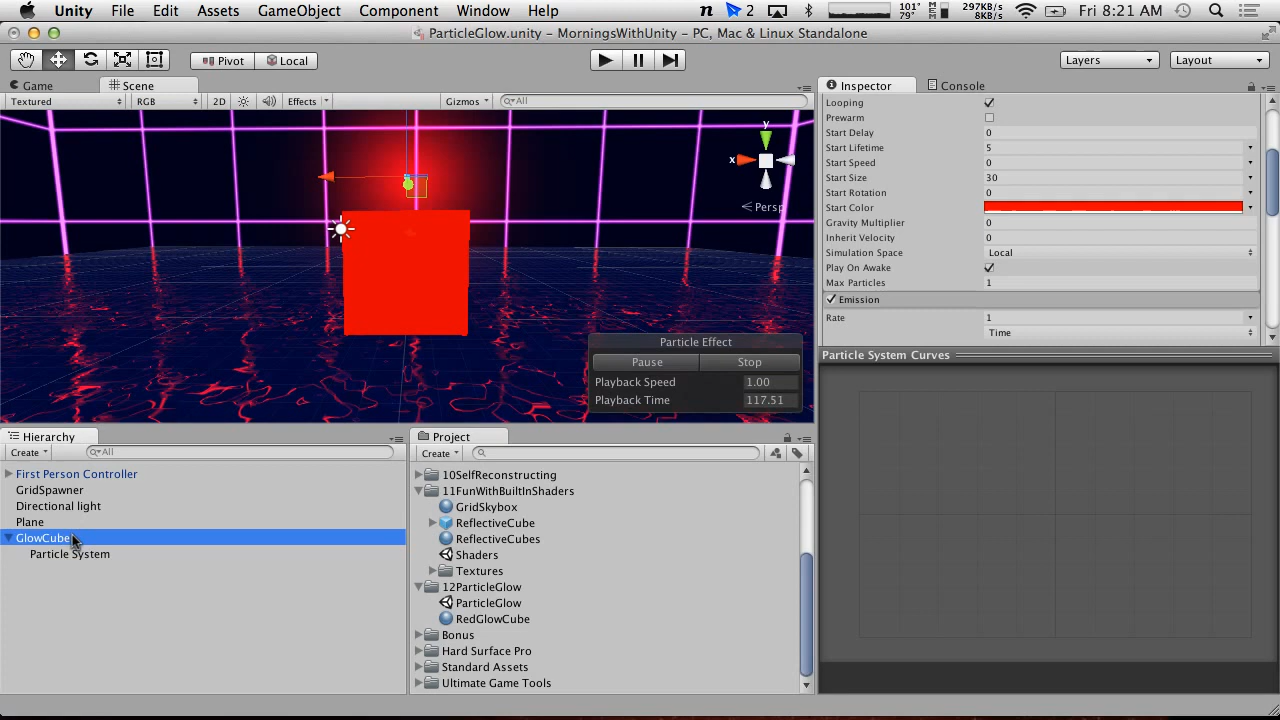 Unity File Edit Assets GameObject Component Window Help n 2 101° 79° MEM 297KB/s 8KB/s Fri 8:21 AM
ParticleGlow.unity – MorningsWithUnity – PC, Mac & Linux Standalone
Pivot Local Layers Layout
Game Scene Inspector Console
Textured RGB 2D Effects Gizmos All
Looping
Prewarm
Start Delay 0
Start Lifetime 5
Start Speed 0
Start Size 30
Start Rotation 0
Start Color
Gravity Multiplier 0
Inherit Velocity 0
Simulation Space Local
Play On Awake
Max Particles 1
Emission
Rate 1
Time
y
x
Persp
Particle Effect
Pause Stop
Playback Speed 1.00
Playback Time 117.51
Particle System Curves
Hierarchy
Create All
First Person Controller
GridSpawner
Directional light
Plane
GlowCube
Particle System
Project
Create
10SelfReconstructing
11FunWithBuiltInShaders
GridSkybox
ReflectiveCube
ReflectiveCubes
Shaders
Textures
12ParticleGlow
ParticleGlow
RedGlowCube
Bonus
Hard Surface Pro
Standard Assets
Ultimate Game Tools